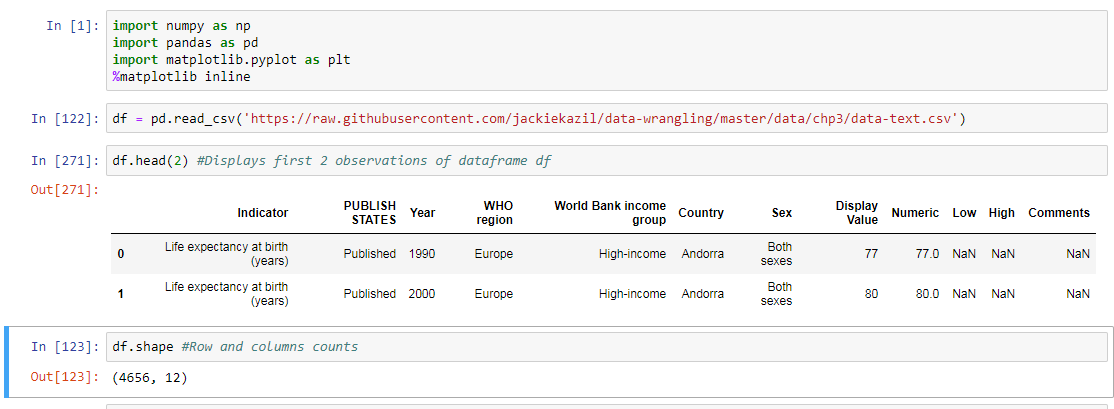 In [1]: import numpy as np
import pandas as pd
import matplotlib.pyplot as plt
%matplotlib inline
In [122]: df = pd.read_csv('https://raw.githubusercontent.com/jackiekazil/data-wrangling/master/data/chp3/data-text.csv')
In [271]: df.head(2) #Displays first 2 observations of dataframe df
Out[271]:
Indicator PUBLISH STATES Year WHO region World Bank income group Country Sex Display Value Numeric Low High Comments
0 Life expectancy at birth (years) Published 1990 Europe High-income Andorra Both sexes 77 77.0 NaN NaN NaN
1 Life expectancy at birth (years) Published 2000 Europe High-income Andorra Both sexes 80 80.0 NaN NaN NaN
In [123]: df.shape #Row and columns counts
Out[123]: (4656, 12)